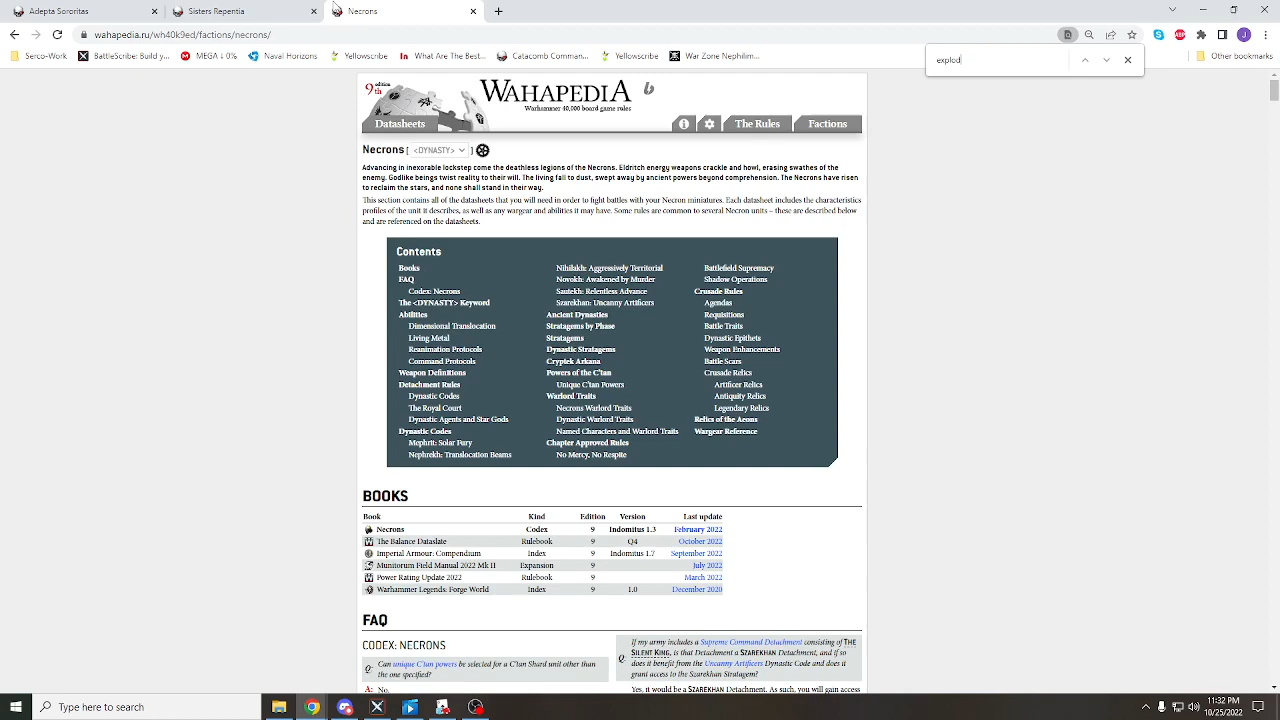 Adepta Sororitas
Sisters Repentia
Necrons
wahapedia.ru/wh40k9ed/factions/necrons/
Serco-Work
BattleScribe: Build y...
MEGA ↓ 0%
Naval Horizons
Yellowscribe
What Are The Best...
Catacomb Command...
Yellowscribe
War Zone Nephilim...
Other bookmarks
explod
9th edition
WAHAPEDIA
Warhammer 40,000 board game rules
Datasheets
The Rules
Factions
Necrons [ <DYNASTY> ]
Advancing in inexorable lockstep come the deathless legions of the Necrons. Eldritch energy weapons crackle and howl, erasing swathes of the
enemy. Godlike beings twist reality to their will. The living fall to dust, swept away by ancient powers beyond comprehension. The Necrons have risen
to reclaim the stars, and none shall stand in their way.
This section contains all of the datasheets that you will need in order to fight battles with your Necron miniatures. Each datasheet includes the characteristics
profiles of the unit it describes, as well as any wargear and abilities it may have. Some rules are common to several Necron units – these are described below
and are referenced on the datasheets.
Contents
Books
FAQ
Codex: Necrons
The <DYNASTY> Keyword
Abilities
Dimensional Translocation
Living Metal
Reanimation Protocols
Command Protocols
Weapon Definitions
Detachment Rules
Dynastic Codes
The Royal Court
Dynastic Agents and Star Gods
Dynastic Codes
Mephrit: Solar Fury
Nephrekh: Translocation Beams
Nihilakh: Aggressively Territorial
Novokh: Awakened by Murder
Sautekh: Relentless Advance
Szarekhan: Uncanny Artificers
Ancient Dynasties
Stratagems by Phase
Stratagems
Dynastic Stratagems
Cryptek Arkana
Powers of the C'tan
Unique C'tan Powers
Warlord Traits
Necrons Warlord Traits
Dynastic Warlord Traits
Named Characters and Warlord Traits
Chapter Approved Rules
No Mercy, No Respite
Battlefield Supremacy
Shadow Operations
Crusade Rules
Agendas
Requisitions
Battle Traits
Dynastic Epithets
Weapon Enhancements
Battle Scars
Crusade Relics
Artificer Relics
Antiquity Relics
Legendary Relics
Relics of the Aeons
Wargear Reference
BOOKS
Book Kind Edition Version Last update
Necrons Codex 9 Indomitus 1.3 February 2022
The Balance Dataslate Rulebook 9 Q4 October 2022
Imperial Armour: Compendium Index 9 Indomitus 1.7 September 2022
Munitorum Field Manual 2022 Mk II Expansion 9 July 2022
Power Rating Update 2022 Rulebook 9 March 2022
Warhammer Legends: Forge World Index 9 1.0 December 2020
FAQ
CODEX: NECRONS
Q: Can unique C'tan powers be selected for a C'tan Shard unit other than
the one specified?
A: No.
If my army includes a Supreme Command Detachment consisting of THE
SILENT KING, is that Detachment a SZAREKHAN Detachment, and if so
Q: does it benefit from the Uncanny Artificers Dynastic Code and does it
grant access to the Szarekhan Stratagem?
Yes, it would be a SZAREKHAN Detachment. As such, you will gain access
Type here to search
11:32 PM
10/25/2022